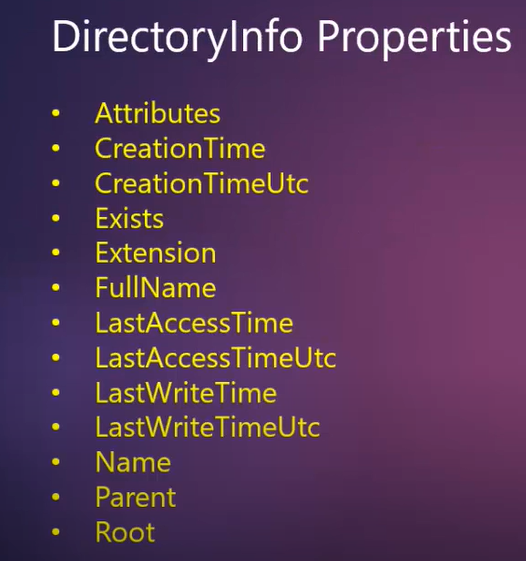 DirectoryInfo Properties
• Attributes
• CreationTime
• CreationTimeUtc
• Exists
• Extension
• FullName
• LastAccessTime
• LastAccessTimeUtc
• LastWriteTime
• LastWriteTimeUtc
• Name
• Parent
• Root